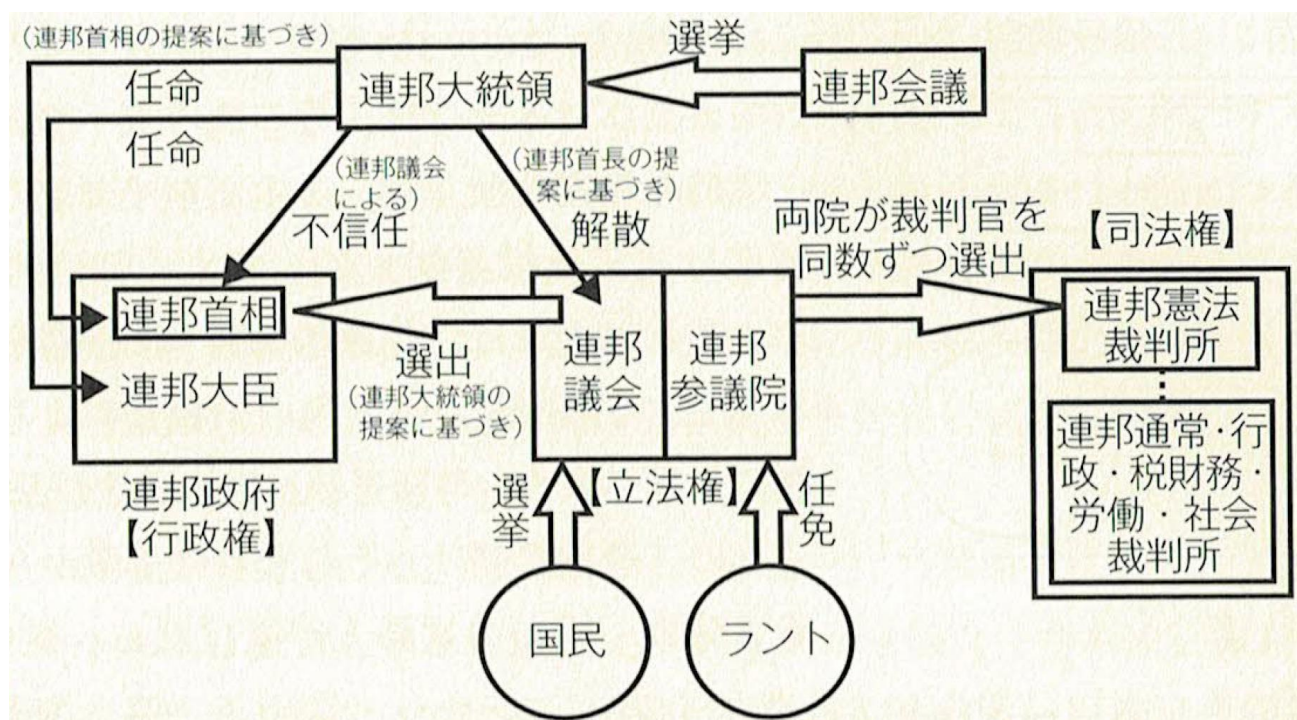 (連邦首相の提案に基づき)
任命
任命
連邦大統領
選挙
連邦会議
(連邦議会
による)
不信任
(連邦首長の提
案に基づき)
解散
両院が裁判官を
同数ずつ選出
【司法権】
連邦首相
連邦大臣
選出
(連邦大統領の
提案に基づき)
連邦
議会
連邦
参議院
連邦憲法
裁判所
連邦通常・行
政・税財務・
労働・社会
裁判所
連邦政府
【行政権】
選挙
【立法権】
任免
国民
ラント